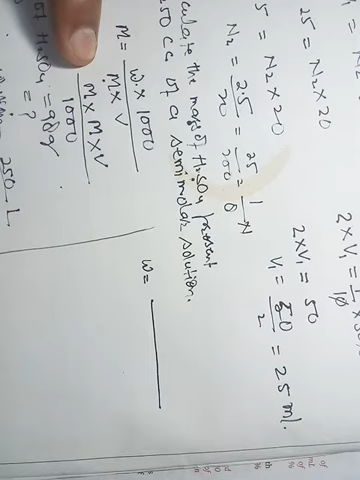 25 = N₂ × 20
5 = N₂ × 20
N₂ = 2.5/20 = 25/200 = 1/8 N
2 × V₁ = 1/10 ×
2 × V₁ = 50
V₁ = 50/2 = 25 ml.
culate the mass of H₂SO₄ present
250 cc of a semimolar solution.
M = w × 1000 / M × V
w =
M × M × V / 1000
of H₂SO₄ = 98 g
= ?
250 L